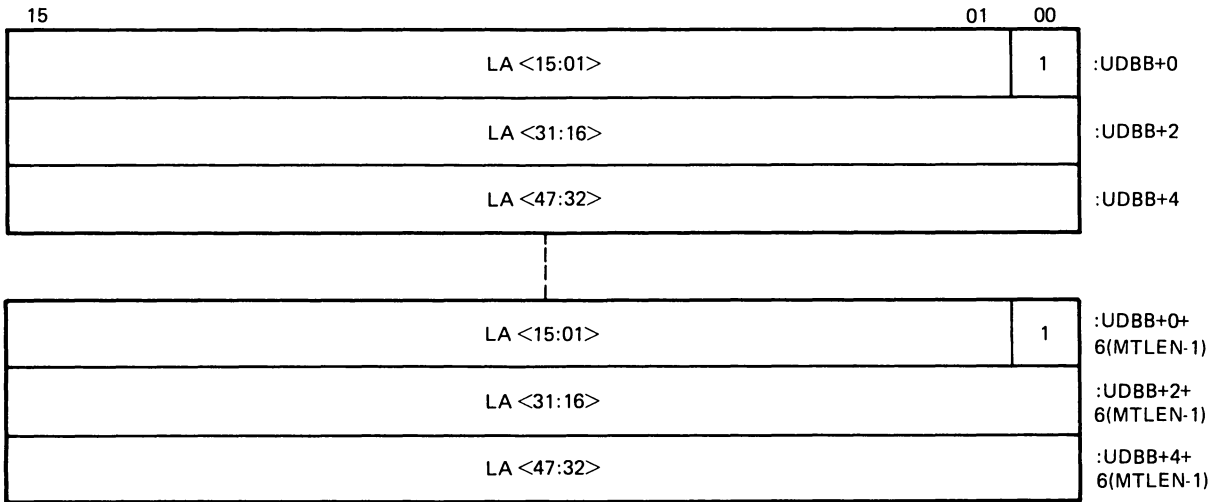 15 01 00
LA <15:01> 1 :UDBB+0
LA <31:16> :UDBB+2
LA <47:32> :UDBB+4
LA <15:01> 1 :UDBB+0+
6(MTLEN-1)
LA <31:16> :UDBB+2+
6(MTLEN-1)
LA <47:32> :UDBB+4+
6(MTLEN-1)